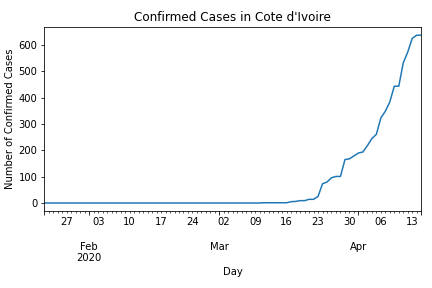 Confirmed Cases in Cote d'Ivoire
Number of Confirmed Cases
600
500
400
300
200
100
0
27 03 10 17 24 02 09 16 23 30 06 13
Feb Mar Apr
2020
Day